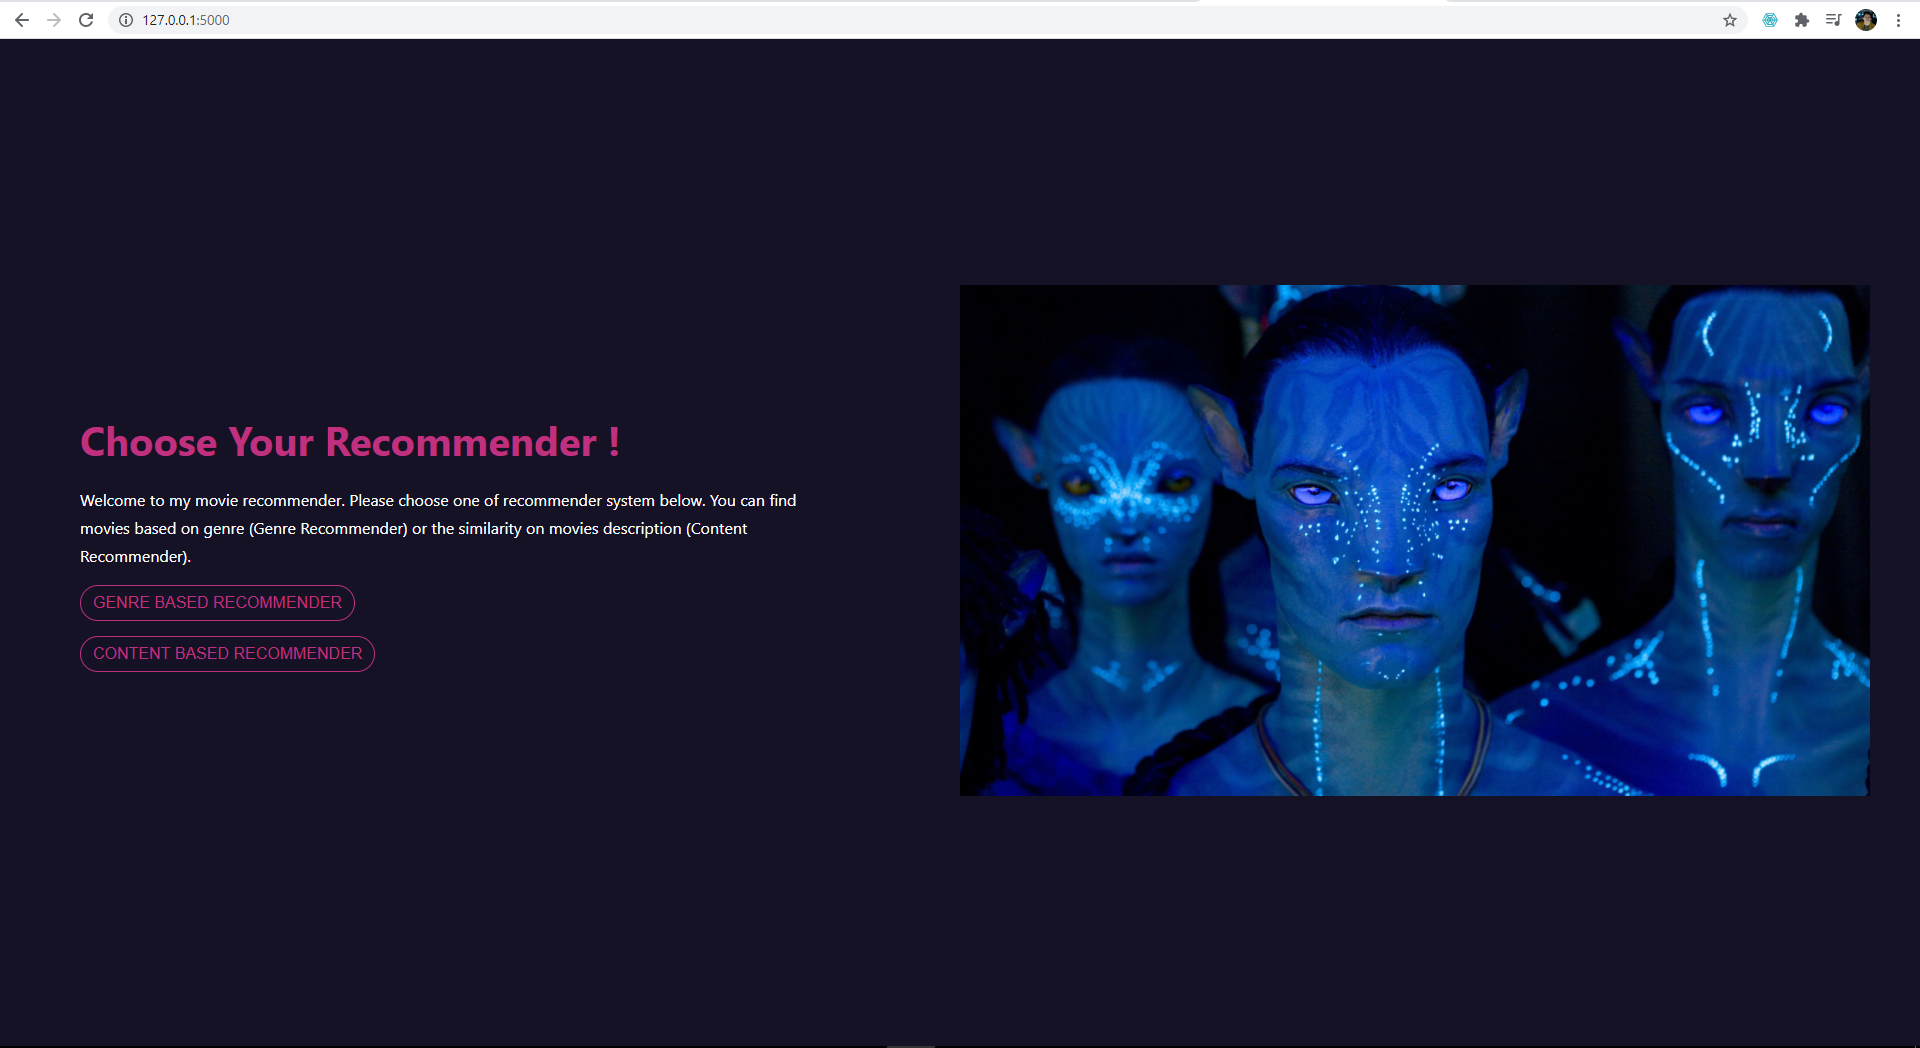 127.0.0.1:5000
Choose Your Recommender !
Welcome to my movie recommender. Please choose one of recommender system below. You can find
movies based on genre (Genre Recommender) or the similarity on movies description (Content
Recommender).
GENRE BASED RECOMMENDER
CONTENT BASED RECOMMENDER